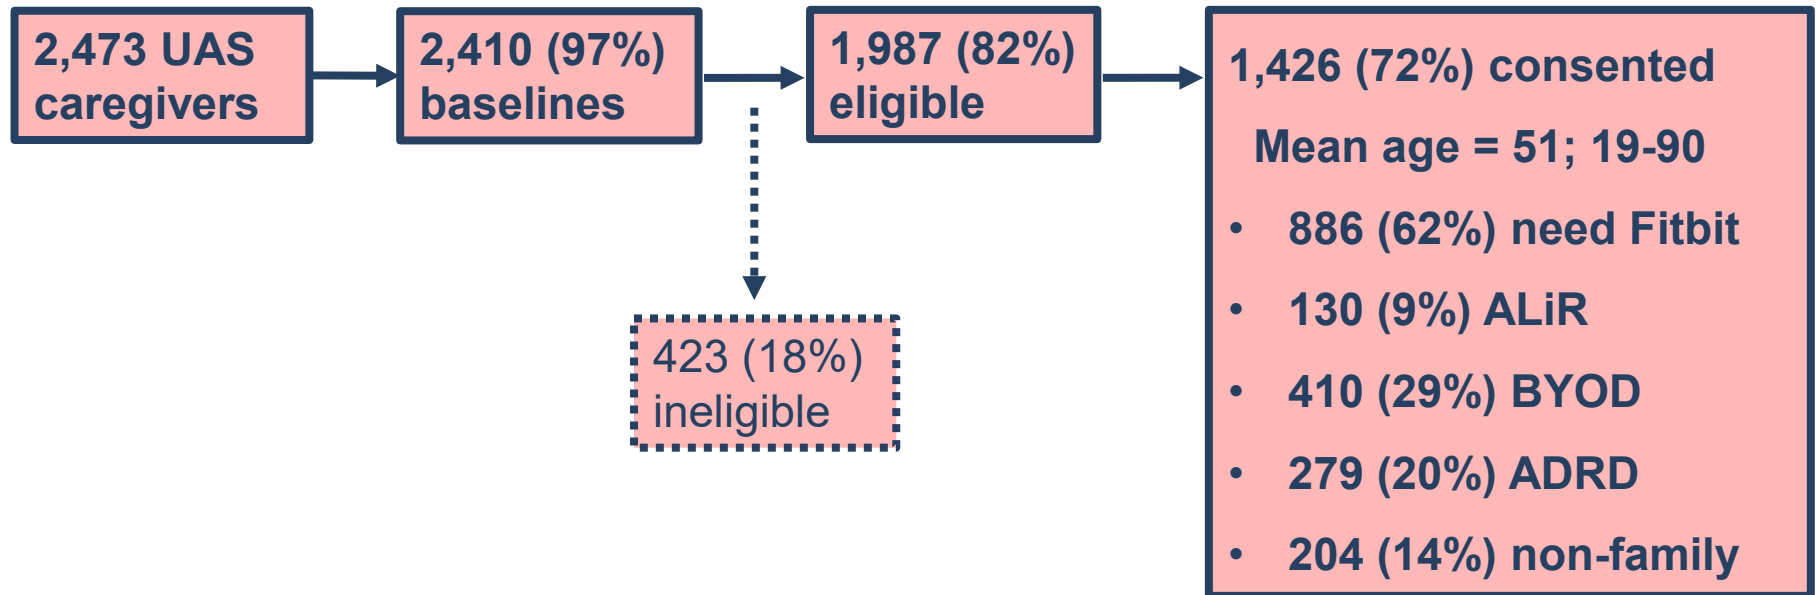 2,473 UAS
caregivers
2,410 (97%)
baselines
1,987 (82%)
eligible
423 (18%)
ineligible
1,426 (72%) consented
Mean age = 51; 19-90
• 886 (62%) need Fitbit
• 130 (9%) ALiR
• 410 (29%) BYOD
• 279 (20%) ADRD
• 204 (14%) non-family